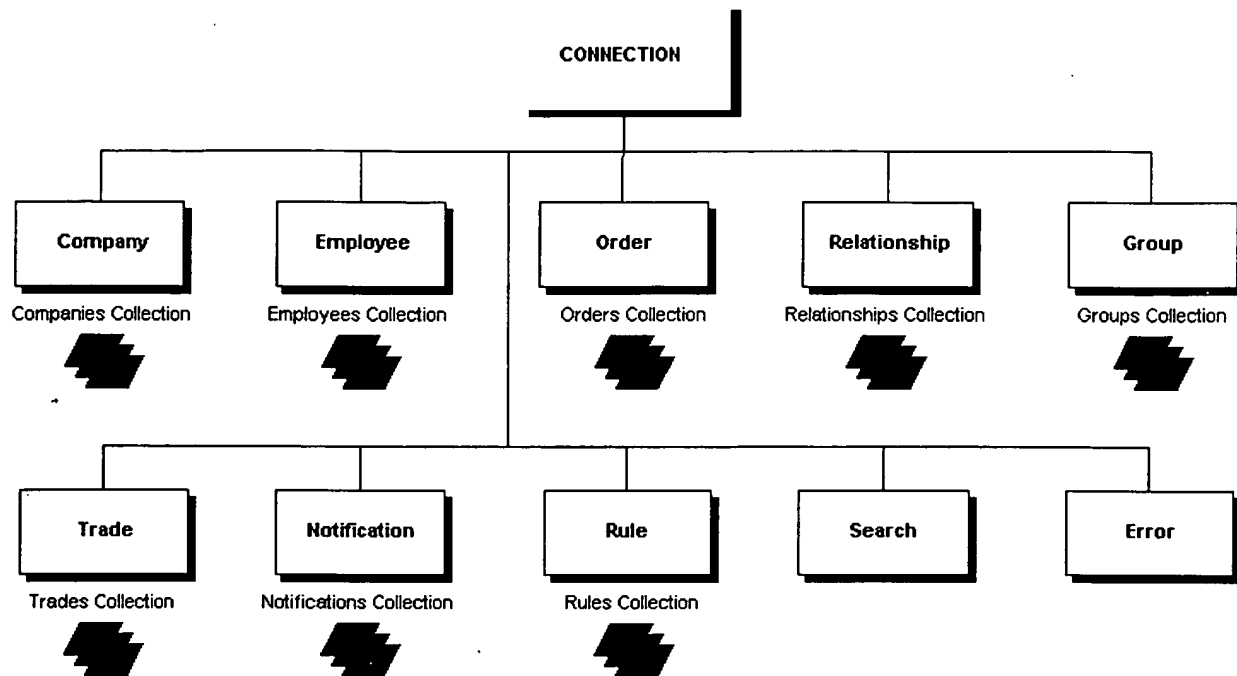 CONNECTION
Company
Employee
Order
Relationship
Group
Companies Collection
Employees Collection
Orders Collection
Relationships Collection
Groups Collection
Trade
Notification
Rule
Search
Error
Trades Collection
Notifications Collection
Rules Collection